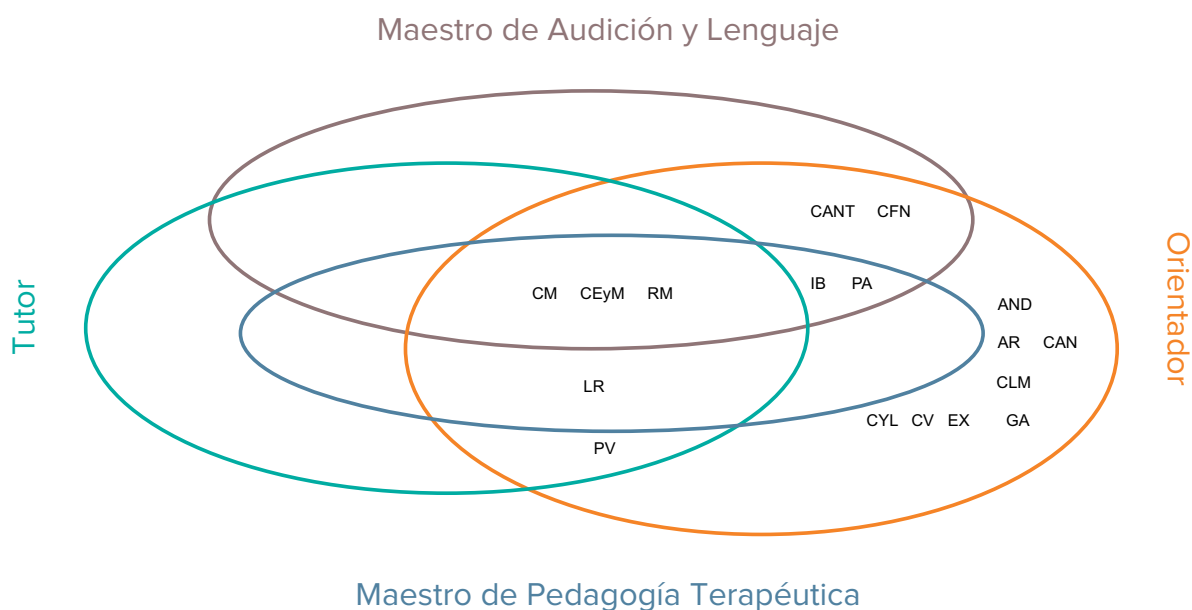 Maestro de Audición y Lenguaje
CANT CFN
Tutor
Orientador
CM CEyM RM
IB PA
AND
AR CAN
CLM
LR
CYL CV EX GA
PV
Maestro de Pedagogía Terapéutica